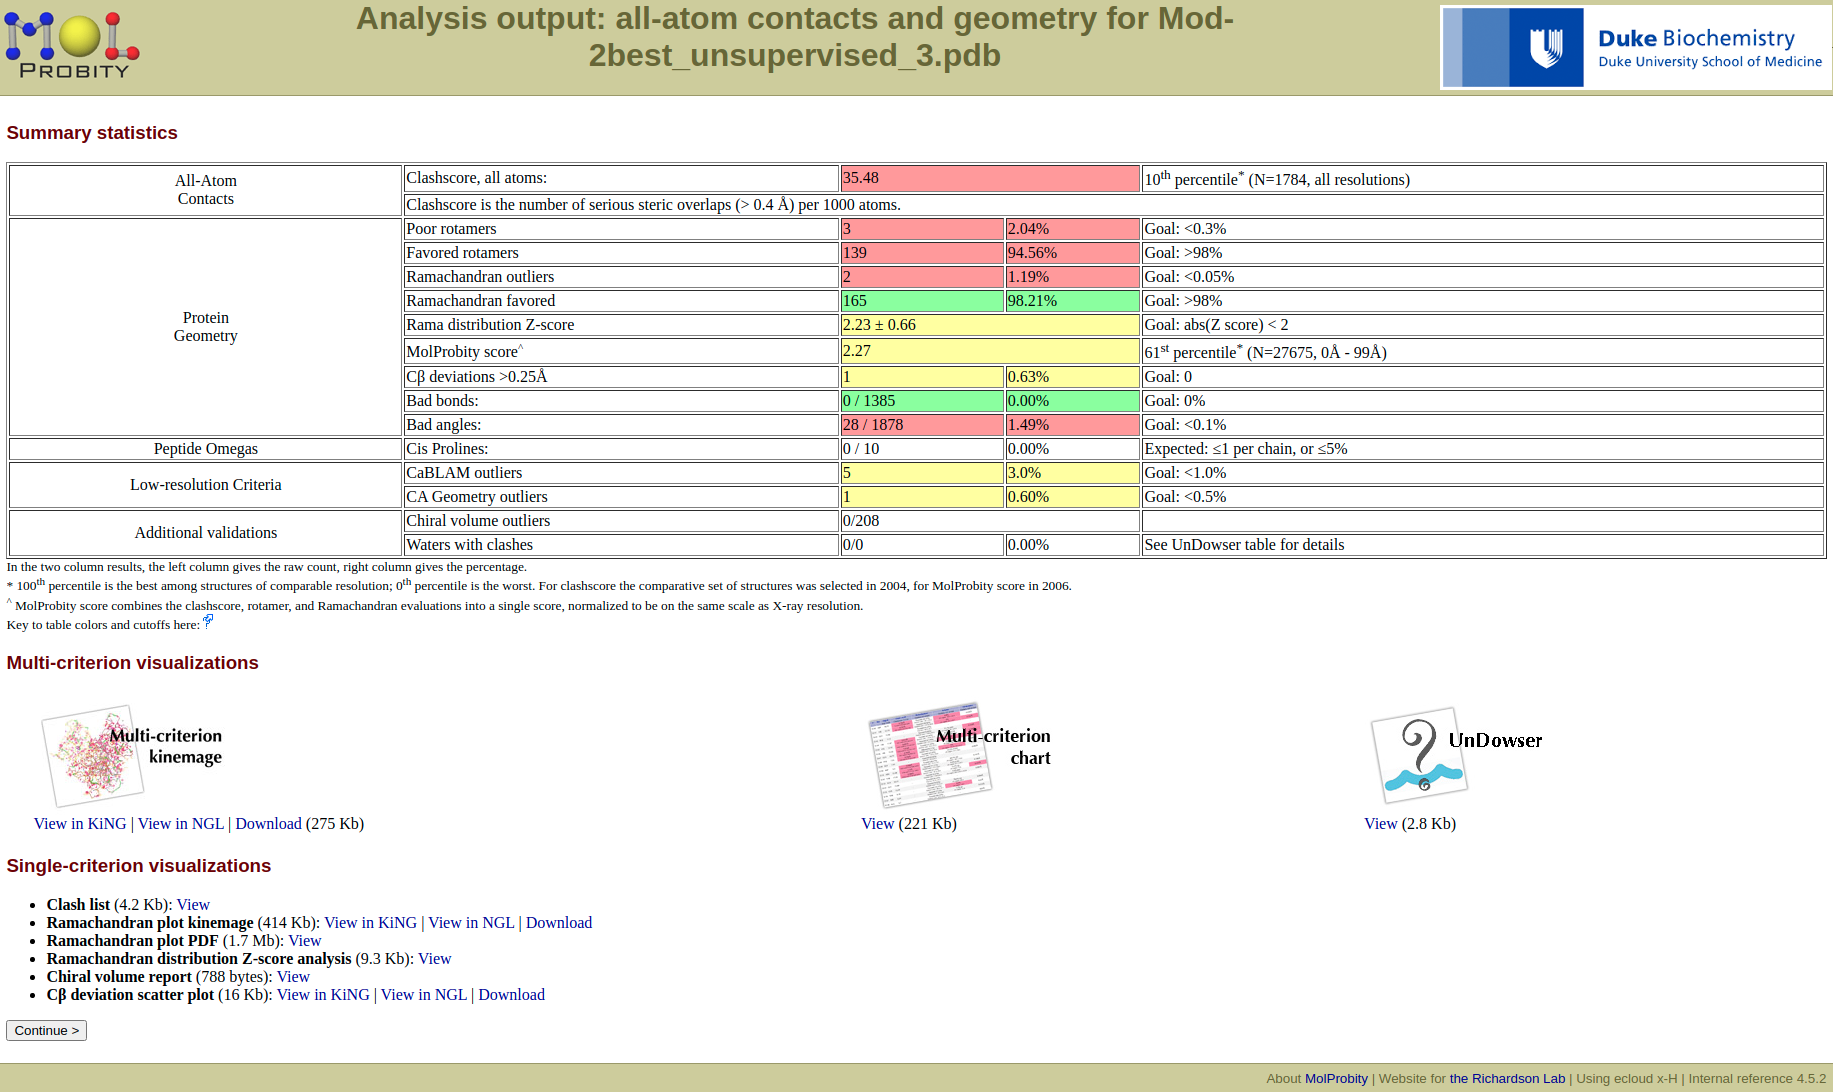 MOL
PROBITY
Analysis output: all-atom contacts and geometry for Mod-
2best_unsupervised_3.pdb
Duke Biochemistry
Duke University School of Medicine
Summary statistics
All-Atom
Contacts
Clashscore, all atoms: 35.48 10th percentile* (N=1784, all resolutions)
Clashscore is the number of serious steric overlaps (> 0.4 Å) per 1000 atoms.
Protein
Geometry
Poor rotamers 3 2.04% Goal: <0.3%
Favored rotamers 139 94.56% Goal: >98%
Ramachandran outliers 2 1.19% Goal: <0.05%
Ramachandran favored 165 98.21% Goal: >98%
Rama distribution Z-score 2.23 ± 0.66 Goal: abs(Z score) < 2
MolProbity score^ 2.27 61st percentile* (N=27675, 0Å - 99Å)
Cβ deviations >0.25Å 1 0.63% Goal: 0
Bad bonds: 0 / 1385 0.00% Goal: 0%
Bad angles: 28 / 1878 1.49% Goal: <0.1%
Peptide Omegas Cis Prolines: 0 / 10 0.00% Expected: ≤1 per chain, or ≤5%
Low-resolution Criteria
CaBLAM outliers 5 3.0% Goal: <1.0%
CA Geometry outliers 1 0.60% Goal: <0.5%
Additional validations
Chiral volume outliers 0/208
Waters with clashes 0/0 0.00% See UnDowser table for details
In the two column results, the left column gives the raw count, right column gives the percentage.
* 100th percentile is the best among structures of comparable resolution; 0th percentile is the worst. For clashscore the comparative set of structures was selected in 2004, for MolProbity score in 2006.
^ MolProbity score combines the clashscore, rotamer, and Ramachandran evaluations into a single score, normalized to be on the same scale as X-ray resolution.
Key to table colors and cutoffs here: ?
Multi-criterion visualizations
Multi-criterion
kinemage
View in KiNG | View in NGL | Download (275 Kb)
Multi-criterion
chart
View (221 Kb)
UnDowser
View (2.8 Kb)
Single-criterion visualizations
• Clash list (4.2 Kb): View
• Ramachandran plot kinemage (414 Kb): View in KiNG | View in NGL | Download
• Ramachandran plot PDF (1.7 Mb): View
• Ramachandran distribution Z-score analysis (9.3 Kb): View
• Chiral volume report (788 bytes): View
• Cβ deviation scatter plot (16 Kb): View in KiNG | View in NGL | Download
Continue >
About MolProbity | Website for the Richardson Lab | Using ecloud x-H | Internal reference 4.5.2